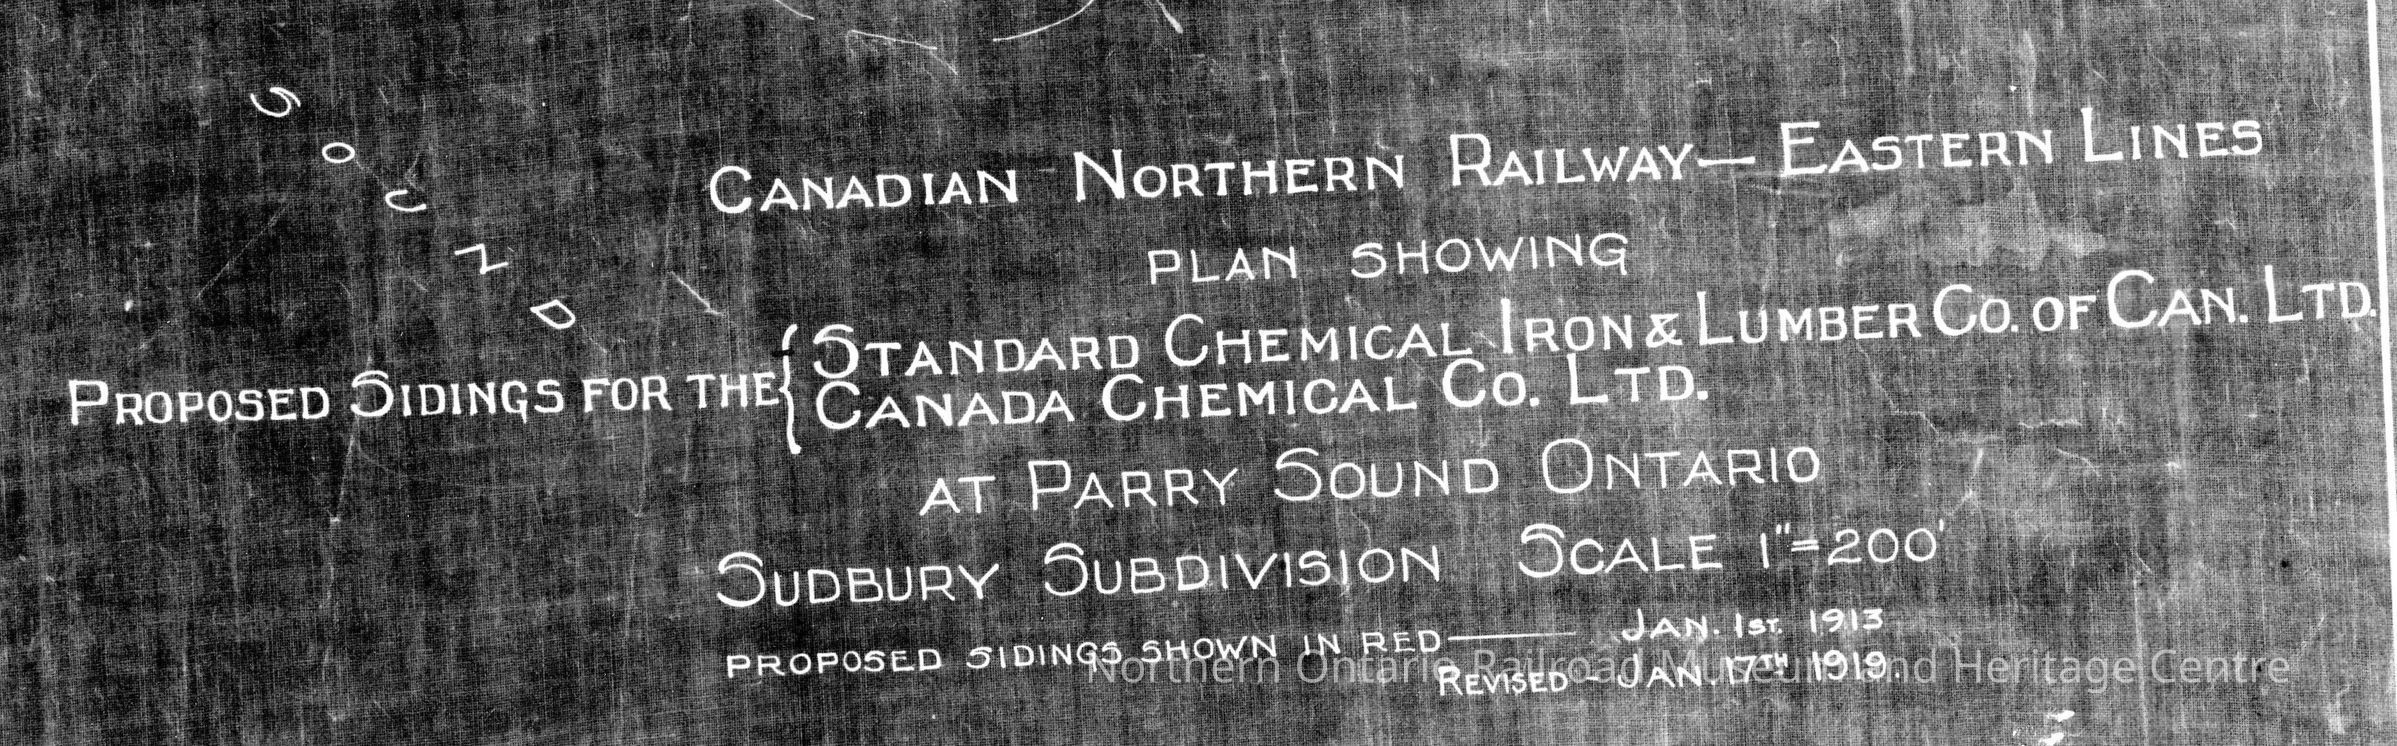 SOUND
CANADIAN NORTHERN RAILWAY — EASTERN LINES
PLAN SHOWING
PROPOSED SIDINGS FOR THE { STANDARD CHEMICAL IRON & LUMBER CO. OF CAN. LTD.
CANADA CHEMICAL CO. LTD.
AT PARRY SOUND ONTARIO
SUDBURY SUBDIVISION SCALE 1"=200'
PROPOSED SIDINGS SHOWN IN RED —— JAN. 1ST. 1913
REVISED - JAN. 17TH 1919.
Northern Ontario Railroad Museum and Heritage Centre